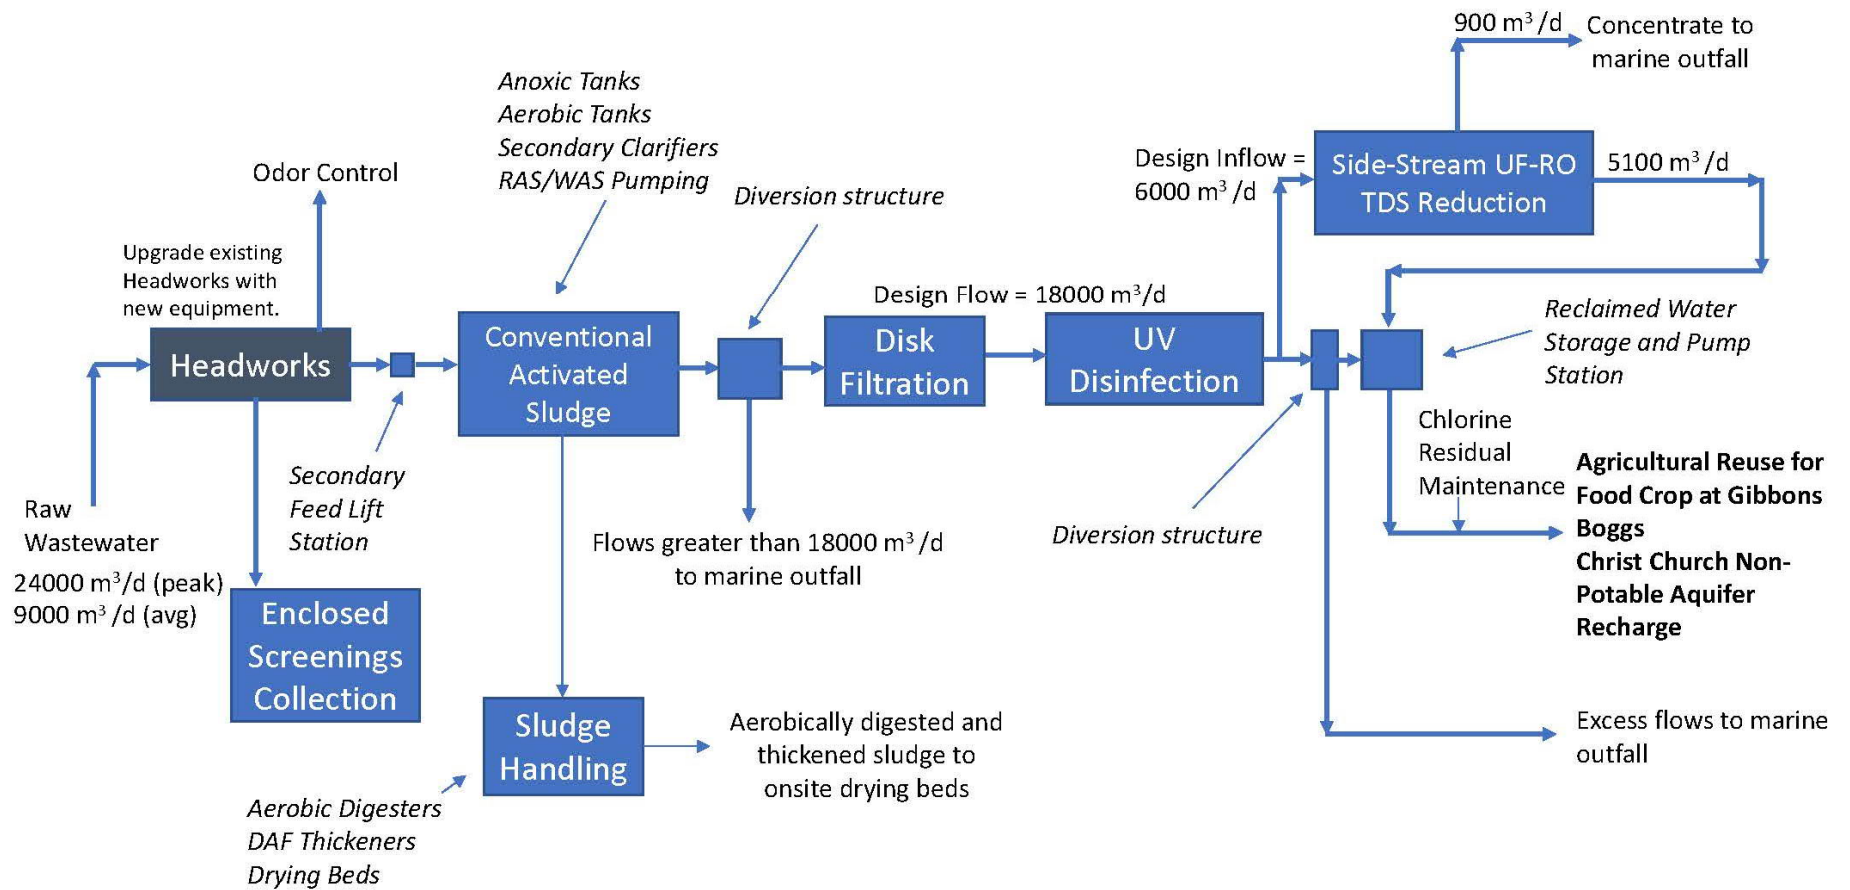 900 m³/d
Concentrate to
marine outfall
Anoxic Tanks
Aerobic Tanks
Secondary Clarifiers
RAS/WAS Pumping
Diversion structure
Design Inflow =
6000 m³/d
Side-Stream UF-RO
TDS Reduction
5100 m³/d
Odor Control
Upgrade existing
Headworks with
new equipment.
Headworks
Conventional
Activated
Sludge
Design Flow = 18000 m³/d
Disk
Filtration
UV
Disinfection
Reclaimed Water
Storage and Pump
Station
Secondary
Feed Lift
Station
Raw
Wastewater
24000 m³/d (peak)
9000 m³/d (avg)
Enclosed
Screenings
Collection
Flows greater than 18000 m³/d
to marine outfall
Diversion structure
Chlorine
Residual
Maintenance
Agricultural Reuse for
Food Crop at Gibbons
Boggs
Christ Church Non-
Potable Aquifer
Recharge
Sludge
Handling
Aerobically digested and
thickened sludge to
onsite drying beds
Excess flows to marine
outfall
Aerobic Digesters
DAF Thickeners
Drying Beds